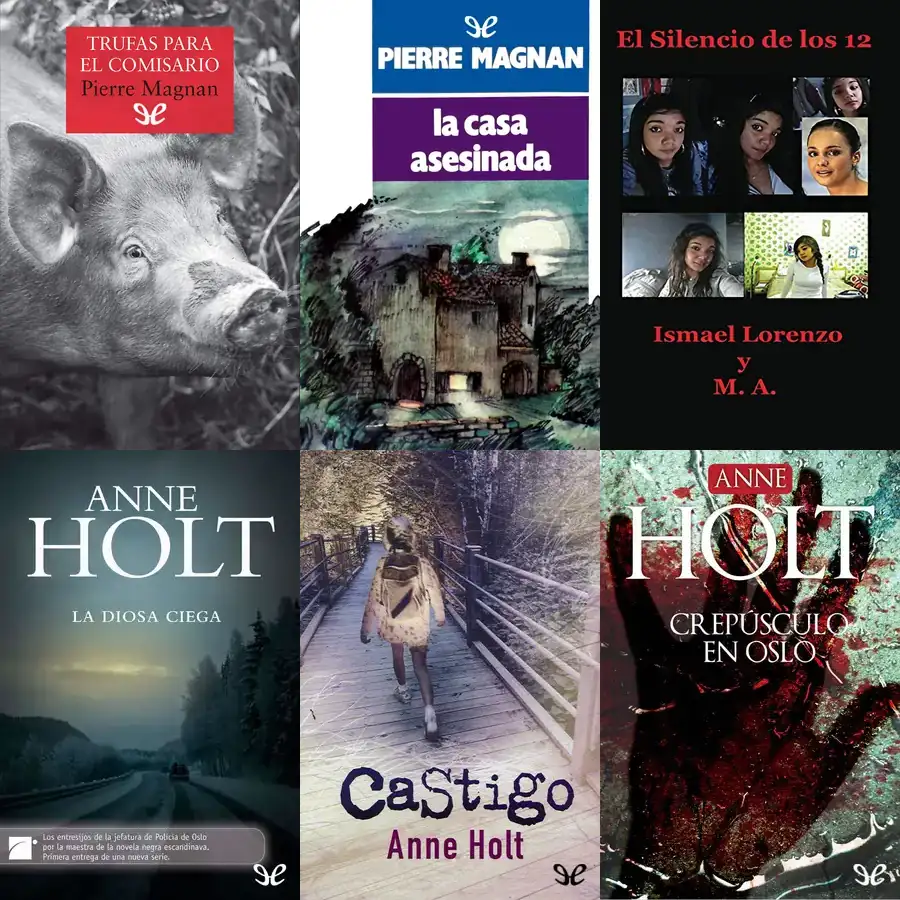 TRUFAS PARA
EL COMISARIO
Pierre Magnan
PIERRE MAGNAN
la casa
asesinada
El Silencio de los 12
Ismael Lorenzo
y
M. A.
ANNE
HOLT
LA DIOSA CIEGA
Los entresijos de la jefatura de Policía de Oslo
por la maestra de la novela negra escandinava.
Primera entrega de una nueva serie.
CaStigo
Anne Holt
ANNE
HOLT
CREPÚSCULO
EN OSLO